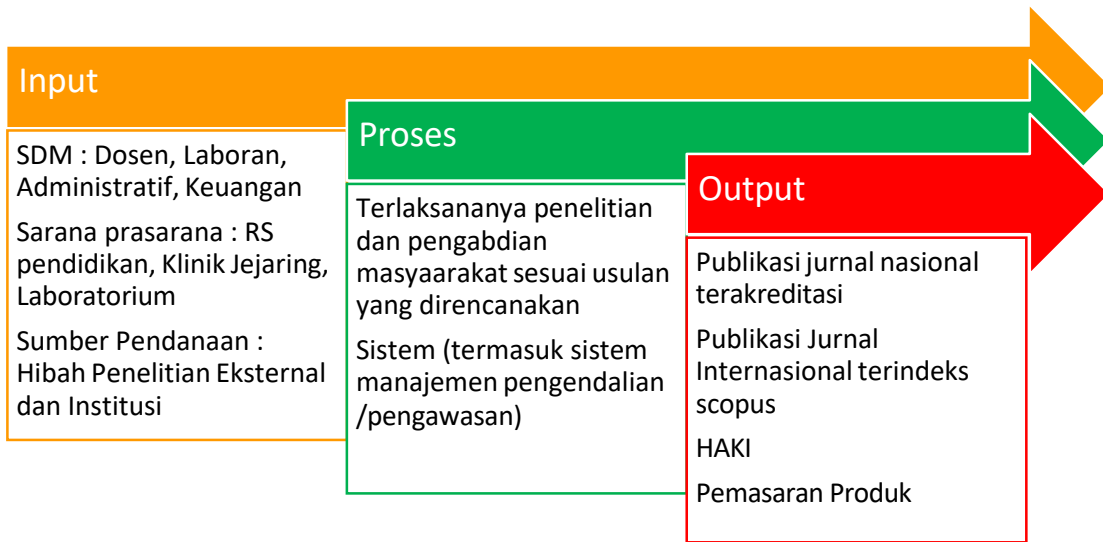 Input
SDM : Dosen, Laboran,
Administratif, Keuangan
Sarana prasarana : RS
pendidikan, Klinik Jejaring,
Laboratorium
Sumber Pendanaan :
Hibah Penelitian Eksternal
dan Institusi
Proses
Terlaksananya penelitian
dan pengabdian
masyaarakat sesuai usulan
yang direncanakan
Sistem (termasuk sistem
manajemen pengendalian
/pengawasan)
Output
Publikasi jurnal nasional
terakreditasi
Publikasi Jurnal
Internasional terindeks
scopus
HAKI
Pemasaran Produk